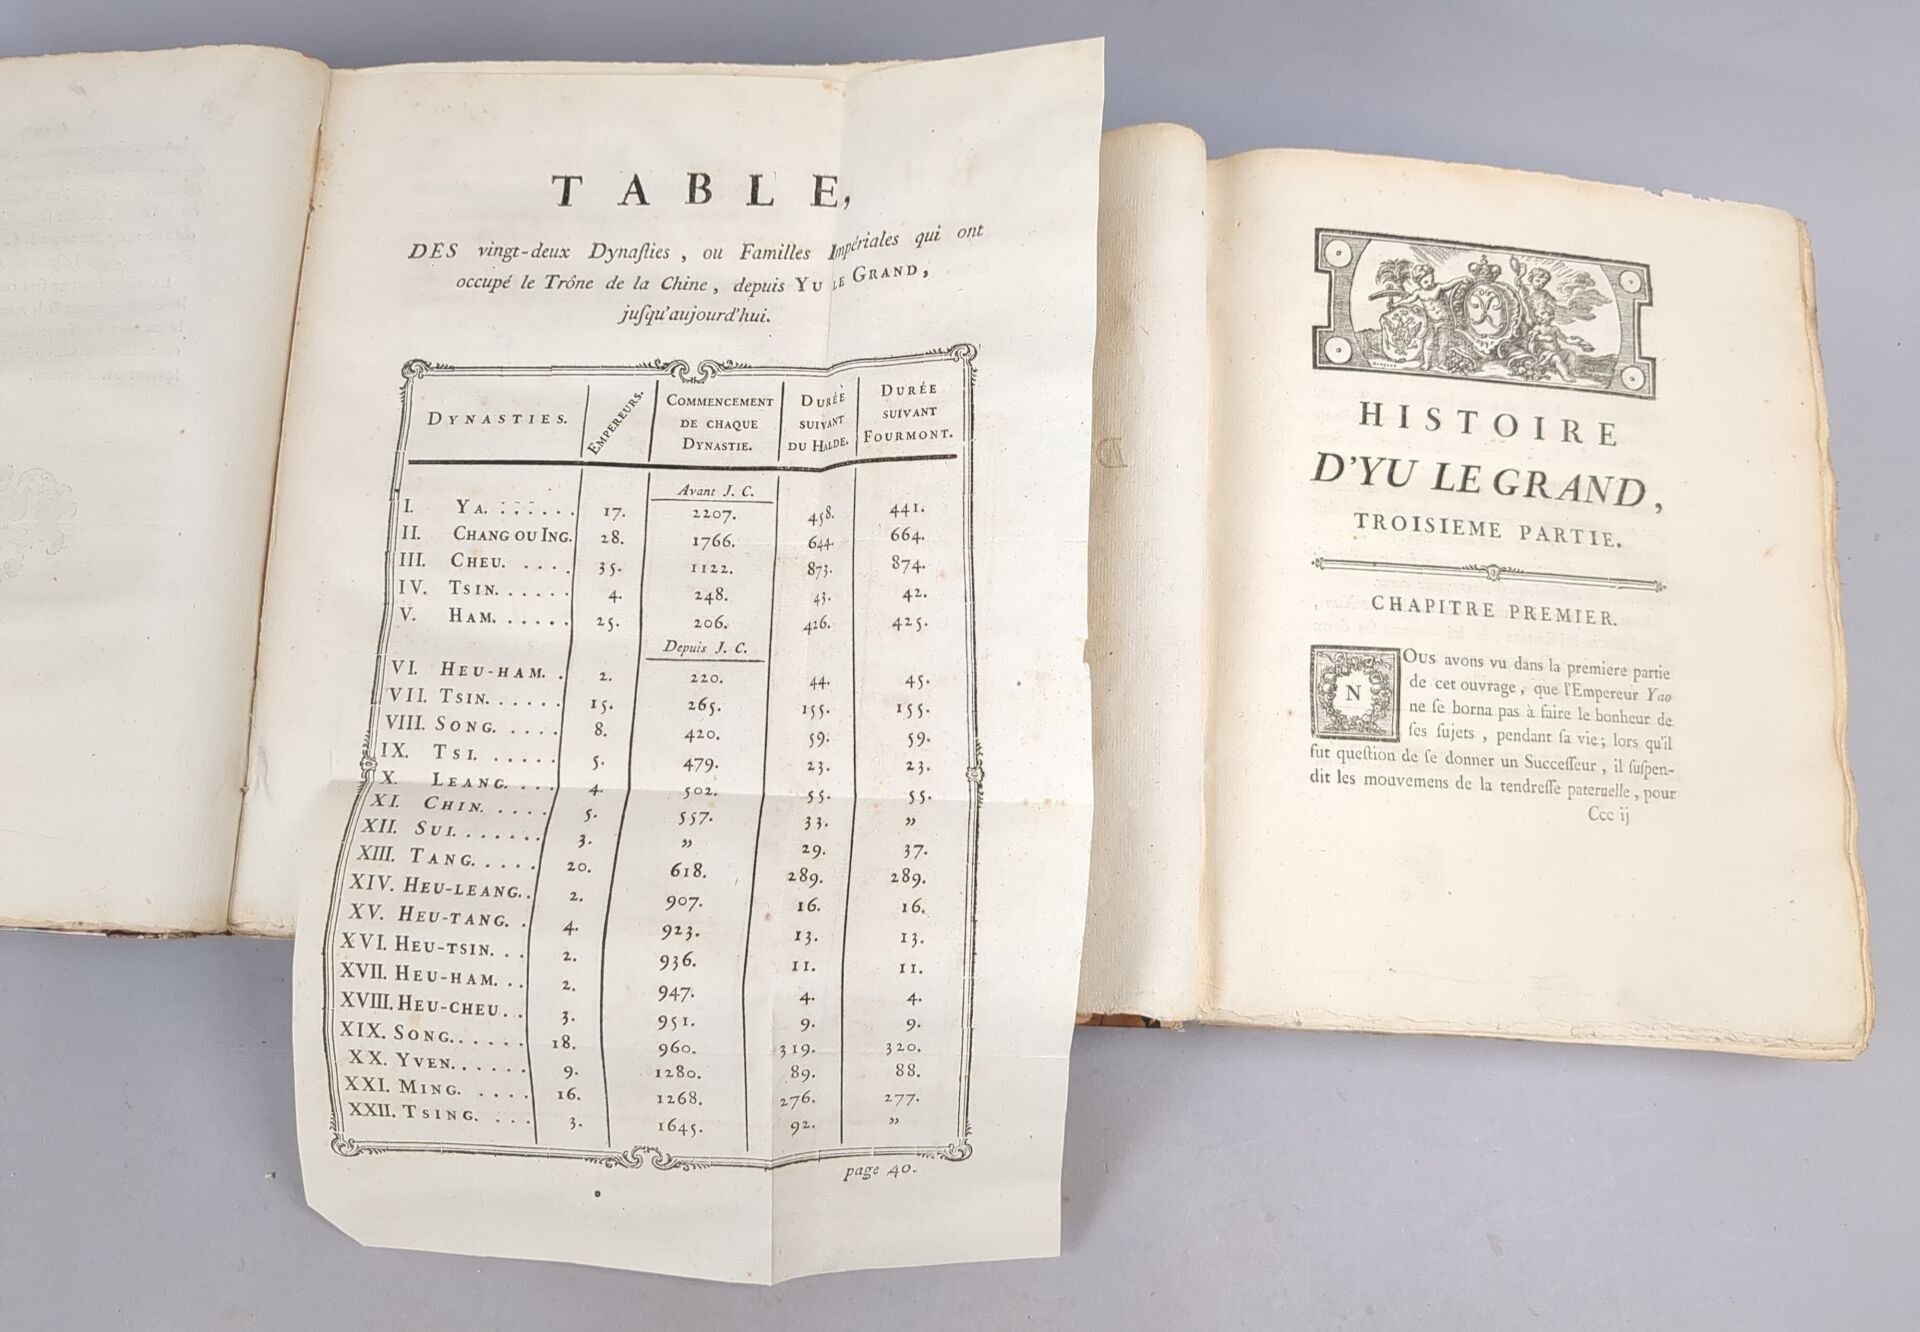 TABLE,
DES vingt-deux Dynaſties, ou Familles Impériales qui ont
occupé le Trône de la Chine, depuis YU LE GRAND,
juſqu'aujourd'hui.
DYNASTIES. EMPEREURS. COMMENCEMENT DE CHAQUE DYNASTIE. DURÉE SUIVANT DU HALDE. DURÉE SUIVANT FOURMONT.
Avant J. C.
I. YA. . . . . . . 17. 2207. 458. 441.
II. CHANG OU ING. 28. 1766. 644. 664.
III. CHEU. . . . . 35. 1122. 873. 874.
IV. TSIN. . . . . . 4. 248. 43. 42.
V. HAM. . . . . . 25. 206. 426. 425.
Depuis J. C.
VI. HEU-HAM. . 2. 220. 44. 45.
VII. TSIN. . . . . . 15. 265. 155. 155.
VIII. SONG. . . . . 8. 420. 59. 59.
IX. TSI. . . . . . 5. 479. 23. 23.
X. LEANG. . . . 4. 502. 55. 55.
XI. CHIN. . . . . 5. 557. 33. "
XII. SUI. . . . . . . 3. " 29. 37.
XIII. TANG. . . . . 20. 618. 289. 289.
XIV. HEU-LEANG. . 2. 907. 16. 16.
XV. HEU-TANG. . 4. 923. 13. 13.
XVI. HEU-TSIN. . . 2. 936. 11. 11.
XVII. HEU-HAM. . . 2. 947. 4. 4.
XVIII. HEU-CHEU. . 3. 951. 9. 9.
XIX. SONG. . . . . . 18. 960. 319. 320.
XX. YVEN. . . . . . 9. 1280. 89. 88.
XXI. MING. . . . . 16. 1268. 276. 277.
XXII. TSING. . . . 3. 1645. 92. "
page 40.
HISTOIRE
D'YU LE GRAND,
TROISIEME PARTIE.
CHAPITRE PREMIER.
NOUS avons vu dans la premiere partie
de cet ouvrage, que l'Empereur Yao
ne ſe borna pas à faire le bonheur de
ſes ſujets, pendant ſa vie; lors qu'il
fut queſtion de ſe donner un Succeſſeur, il ſuſpen-
dit les mouvemens de la tendreſſe paternelle, pour
Ccc ij